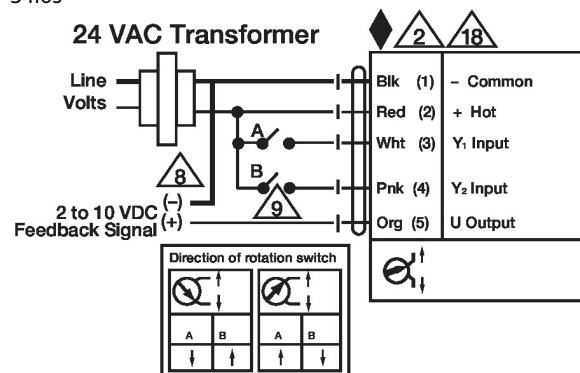 24 VAC Transformer
2 18
Line
Volts
Blk (1) – Common
Red (2) + Hot
A
Wht (3) Y₁ Input
B
8
Pnk (4) Y₂ Input
9
(–)
2 to 10 VDC
Feedback Signal (+)
Org (5) U Output
Direction of rotation switch
A B A B